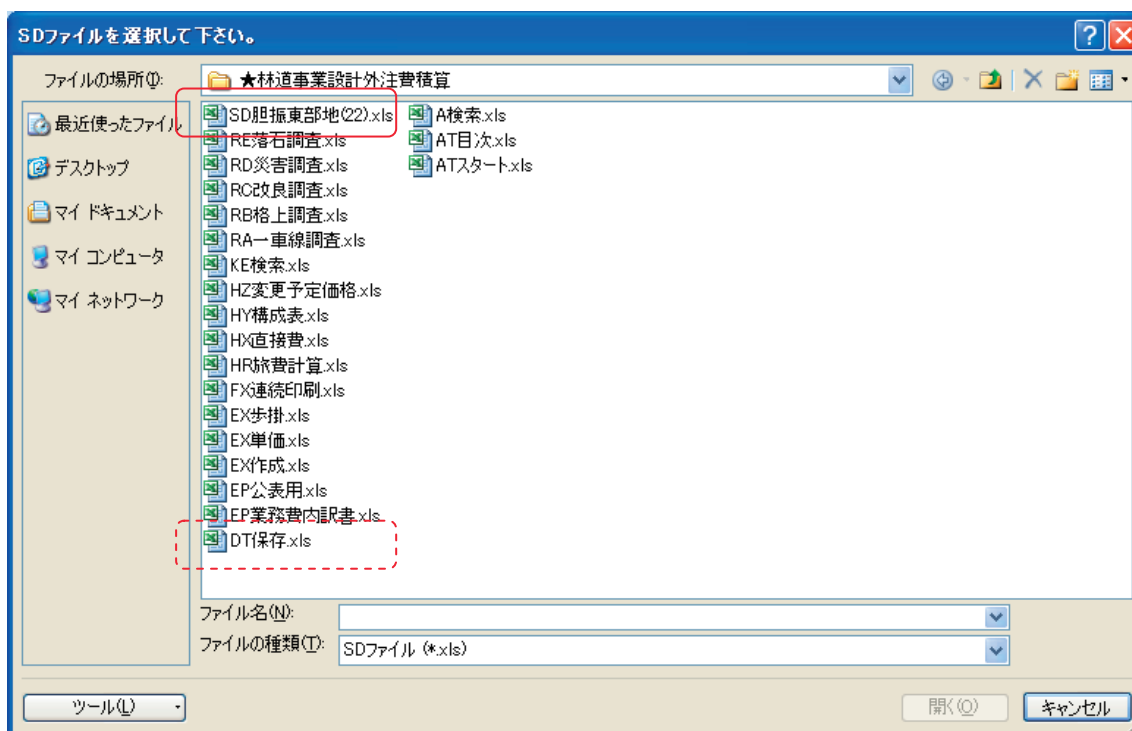 SDファイルを選択して下さい。
ファイルの場所(I):
★林道事業設計外注費積算
最近使ったファイル
デスクトップ
マイ ドキュメント
マイ コンピュータ
マイ ネットワーク
SD胆振東部地(22).xls
RE落石調査.xls
RD災害調査.xls
RC改良調査.xls
RB格上調査.xls
RA一車線調査.xls
KE検索.xls
HZ変更予定価格.xls
HY構成表.xls
HX直接費.xls
HR旅費計算.xls
FX連続印刷.xls
EX歩掛.xls
EX単価.xls
EX作成.xls
EP公表用.xls
EP業務費内訳書.xls
DT保存.xls
A検索.xls
AT目次.xls
ATスタート.xls
ファイル名(N):
ファイルの種類(T):
SDファイル (*.xls)
ツール(L)
開く(O)
キャンセル